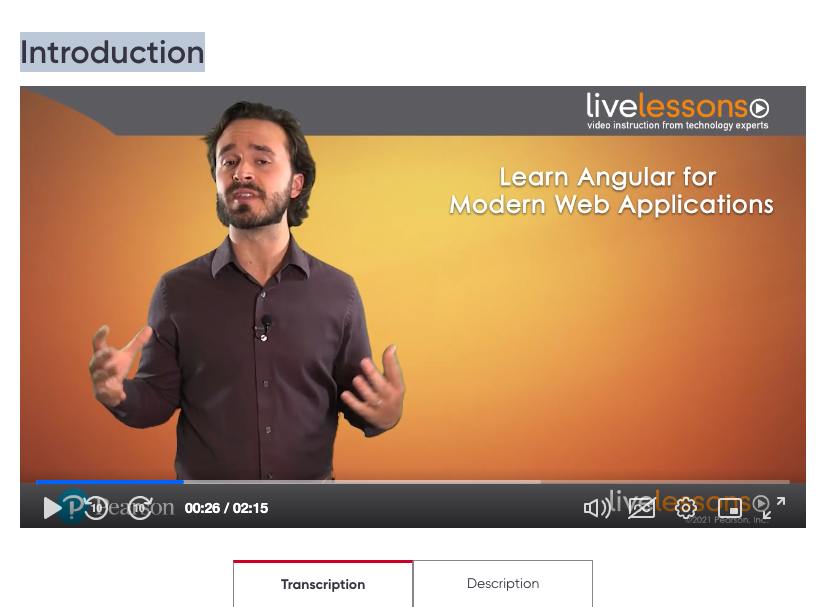 Introduction
livelessons
video instruction from technology experts
Learn Angular for
Modern Web Applications
Pearson
10
10
00:26 / 02:15
livelessons
©2021 Pearson, Inc.
Transcription
Description